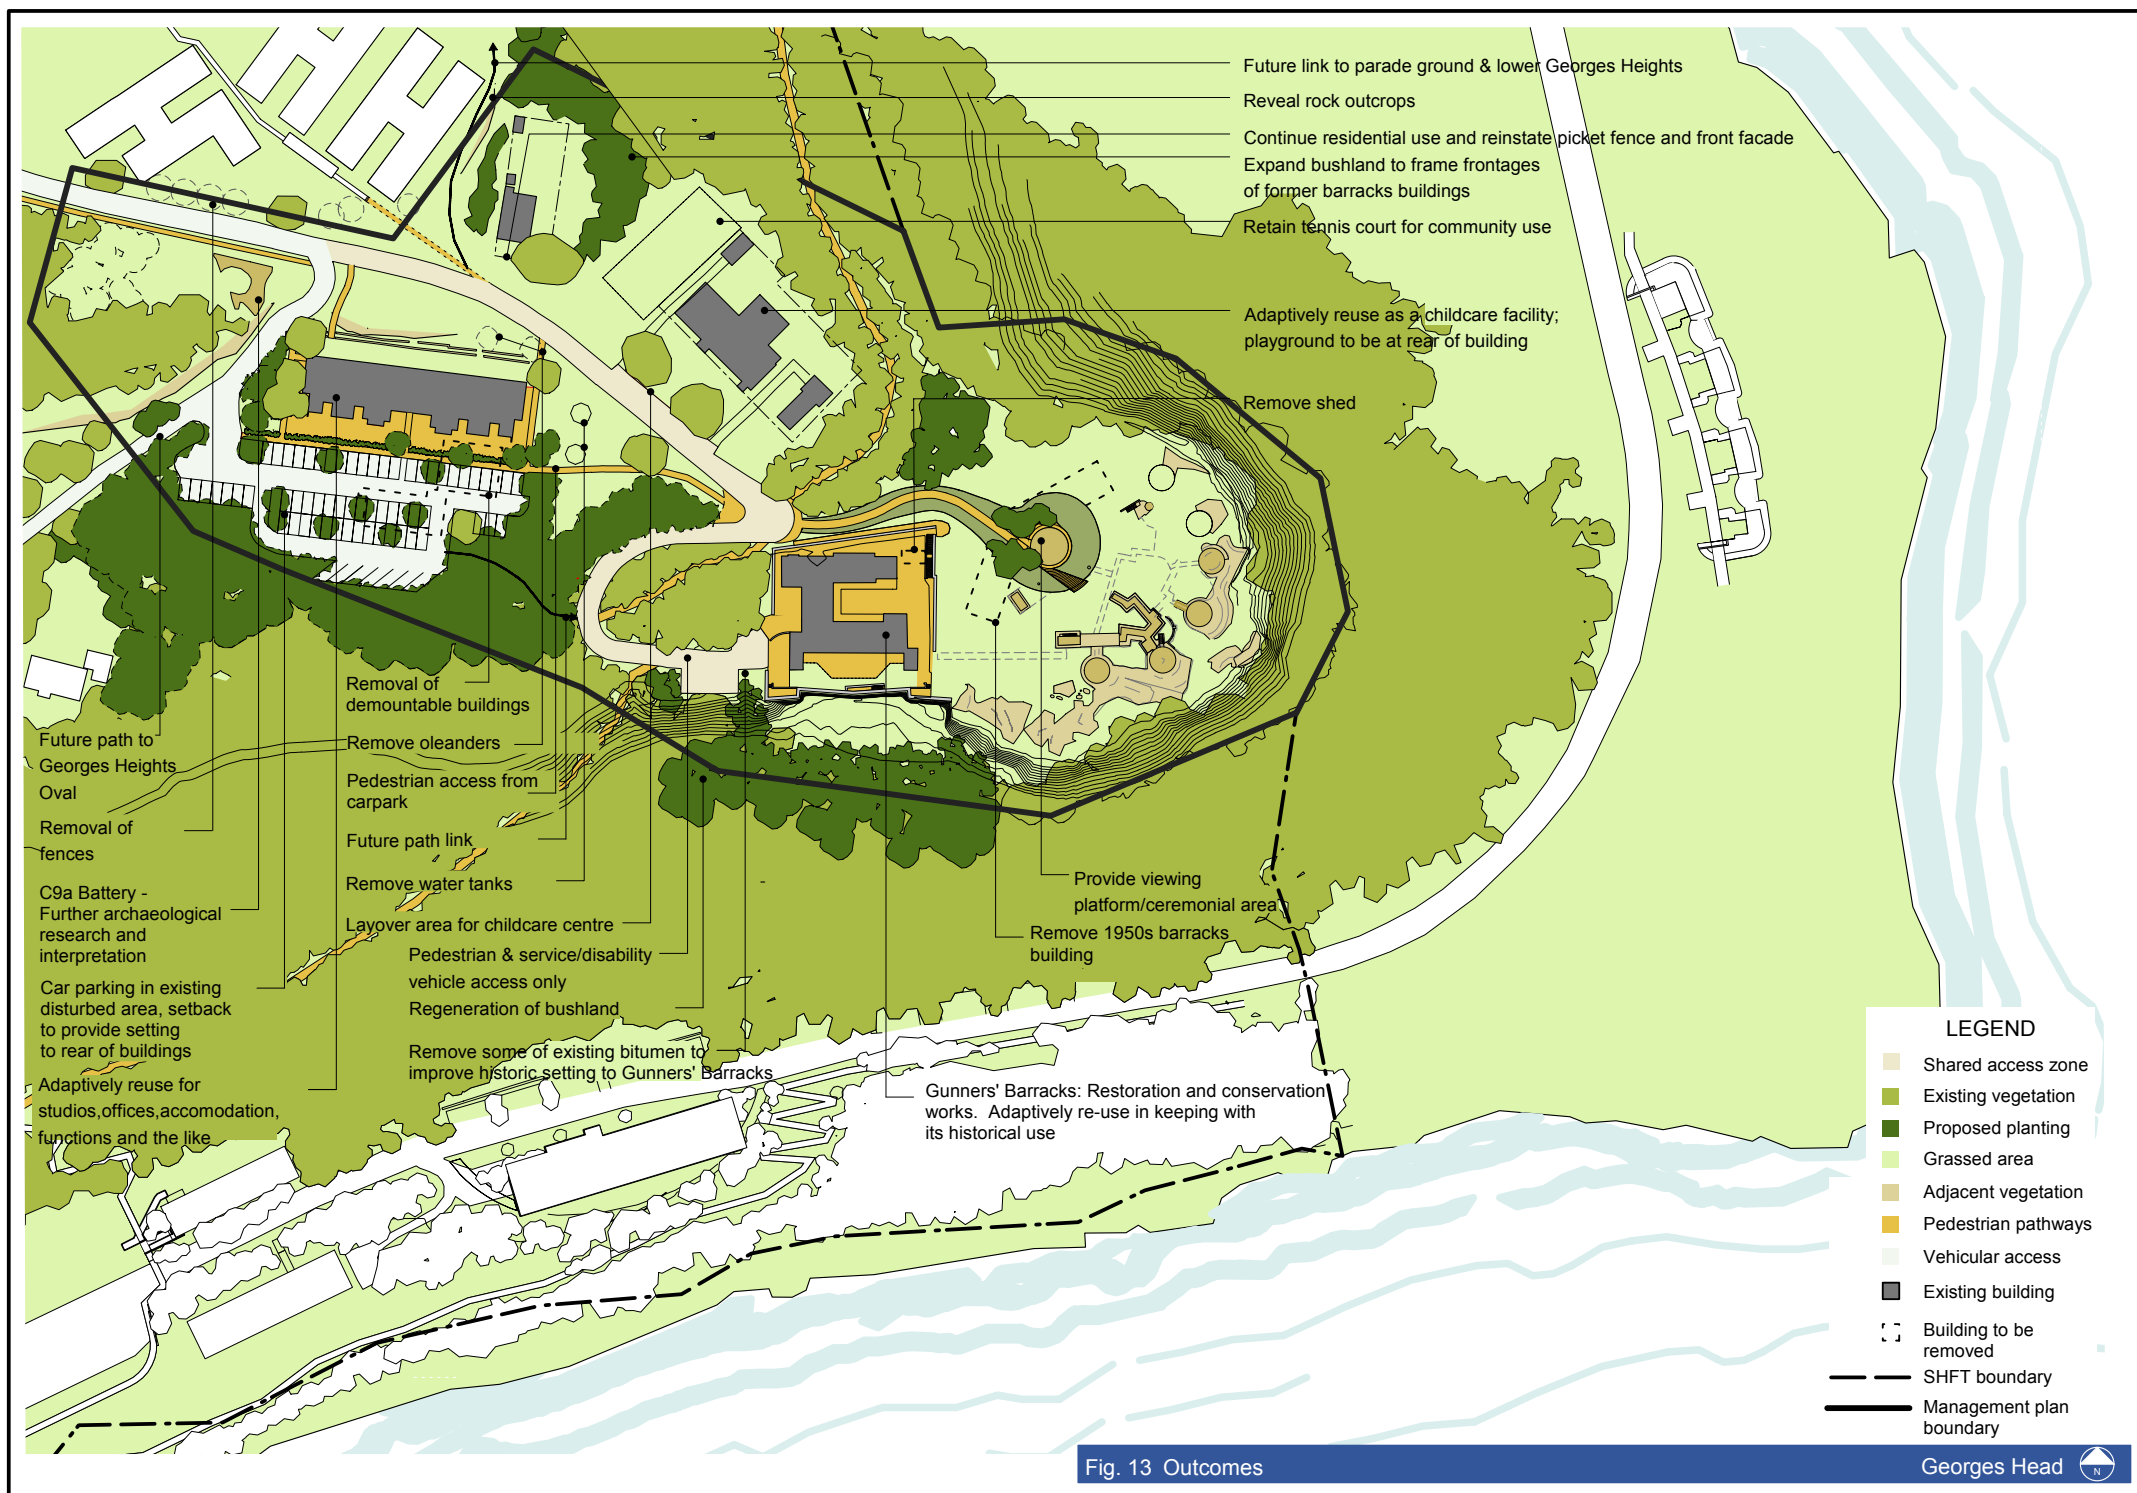 Future link to parade ground & lower Georges Heights
Reveal rock outcrops
Continue residential use and reinstate picket fence and front facade
Expand bushland to frame frontages
of former barracks buildings
Retain tennis court for community use
Adaptively reuse as a childcare facility;
playground to be at rear of building
Remove shed
Removal of
demountable buildings
Remove oleanders
Pedestrian access from
carpark
Future path link
Remove water tanks
Layover area for childcare centre
Pedestrian & service/disability
vehicle access only
Regeneration of bushland
Remove some of existing bitumen to
improve historic setting to Gunners' Barracks
Future path to
Georges Heights
Oval
Removal of
fences
C9a Battery -
Further archaeological
research and
interpretation
Car parking in existing
disturbed area, setback
to provide setting
to rear of buildings
Adaptively reuse for
studios,offices,accomodation,
functions and the like
Provide viewing
platform/ceremonial area
Remove 1950s barracks
building
Gunners' Barracks: Restoration and conservation
works. Adaptively re-use in keeping with
its historical use
LEGEND
Shared access zone
Existing vegetation
Proposed planting
Grassed area
Adjacent vegetation
Pedestrian pathways
Vehicular access
Existing building
Building to be
removed
SHFT boundary
Management plan
boundary
Fig. 13 Outcomes
Georges Head
N